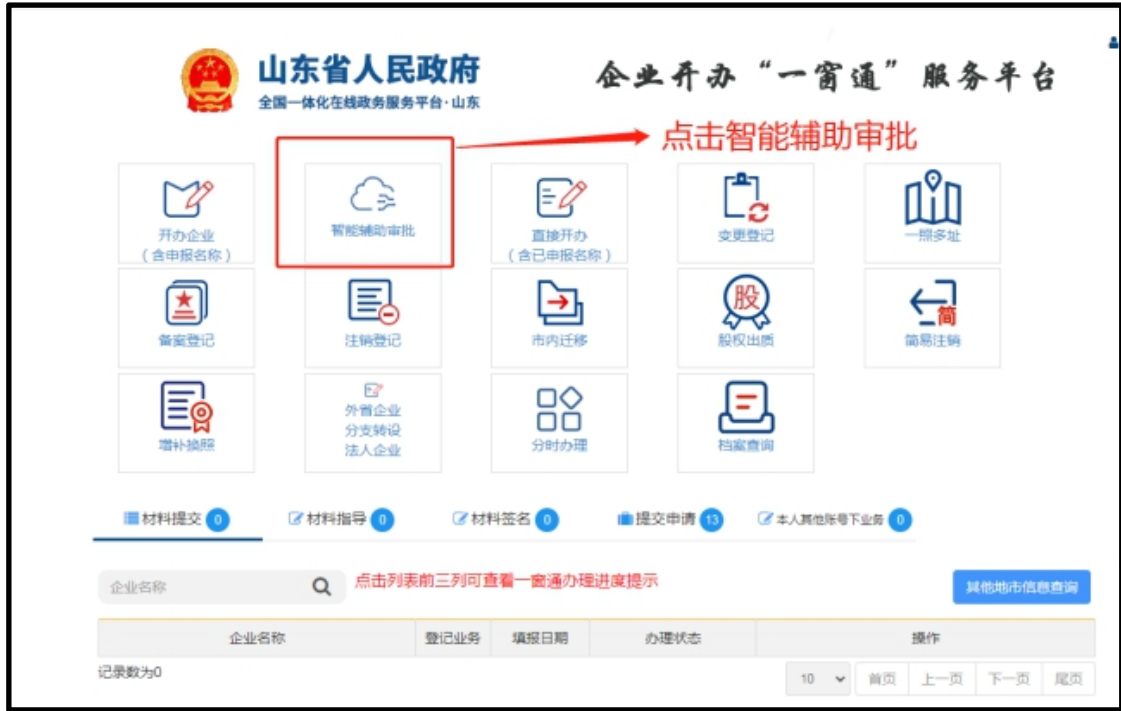 山东省人民政府
全国一体化在线政务服务平台·山东
企业开办“一窗通”服务平台
点击智能辅助审批
开办企业
（含申报名称）
智能辅助审批
直接开办
（含已申报名称）
变更登记
一照多址
备案登记
注销登记
市内迁移
股
股权出质
简
简易注销
增补换照
外省企业
分支转设
法人企业
分时办理
档案查询
材料提交 0
材料指导 0
材料签名 0
提交申请 13
本人其他账号下业务 0
企业名称
点击列表前三列可查看一窗通办理进度提示
其他地市信息查询
企业名称 登记业务 填报日期 办理状态 操作
记录数为0
10 首页 上一页 下一页 尾页